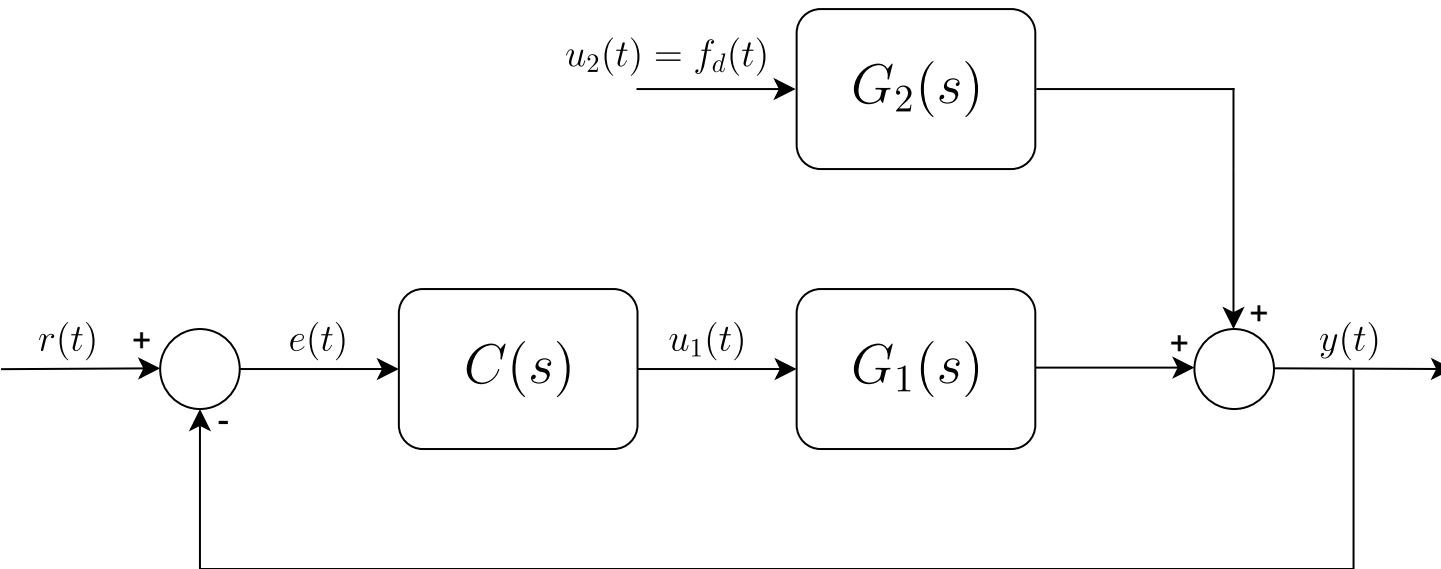 u₂(t) = f_d(t)
G₂(s)
r(t)
+
e(t)
C(s)
u₁(t)
G₁(s)
+
+
y(t)
-